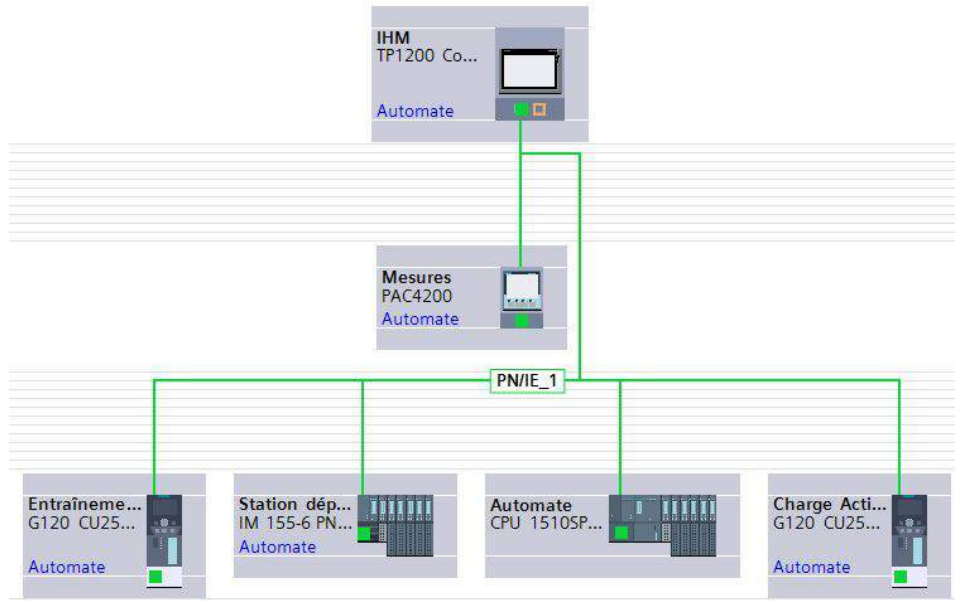 IHM
TP1200 Co...
Automate
Mesures
PAC4200
Automate
PN/IE_1
Entraîneme...
G120 CU25...
Automate
Station dép...
IM 155-6 PN...
Automate
Automate
CPU 1510SP...
Charge Acti...
G120 CU25...
Automate